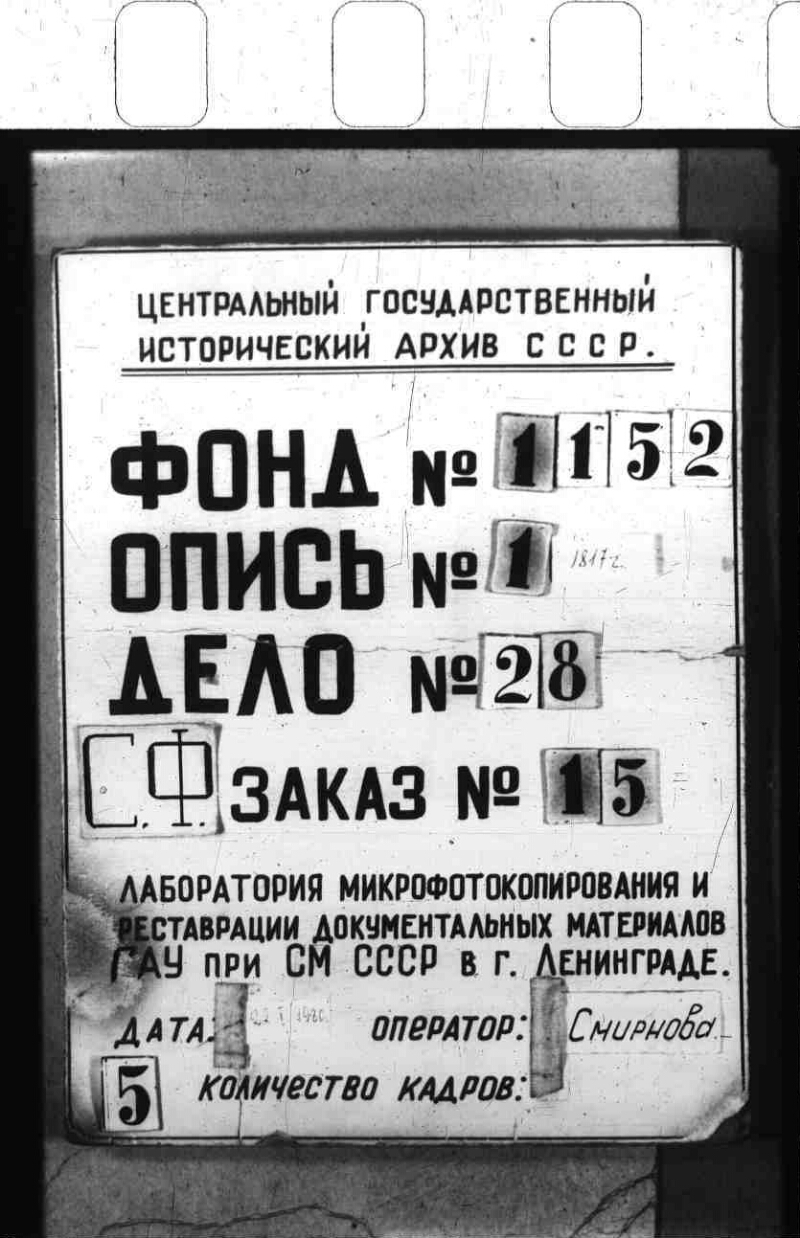 ЦЕНТРАЛЬНЫЙ ГОСУДАРСТВЕННЫЙ
ИСТОРИЧЕСКИЙ АРХИВ СССР.
ФОНД № 1152
ОПИСЬ № 1 1817 г.
ДЕЛО № 28
С.Ф. ЗАКАЗ № 15
ЛАБОРАТОРИЯ МИКРОФОТОКОПИРОВАНИЯ И
РЕСТАВРАЦИИ ДОКУМЕНТАЛЬНЫХ МАТЕРИАЛОВ
ГАУ ПРИ СМ СССР В Г. ЛЕНИНГРАДЕ.
ДАТА: ОПЕРАТОР: Смирнова
5 КОЛИЧЕСТВО КАДРОВ: